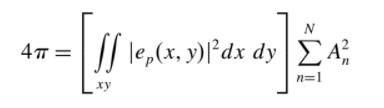 4π = [∬_{xy} |e_p(x, y)|² dx dy] ∑_{n=1}^{N} A_n²